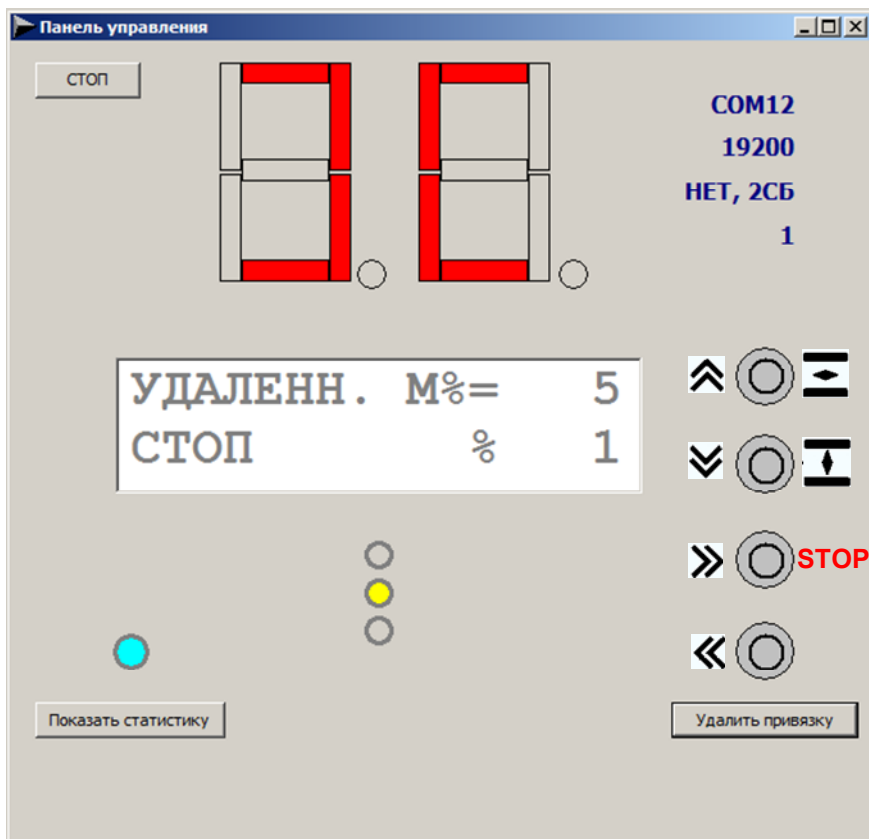 Панель управления
СТОП
COM12
19200
НЕТ, 2СБ
1
УДАЛЕНН. М%= 5
СТОП % 1
STOP
Показать статистику
Удалить привязку